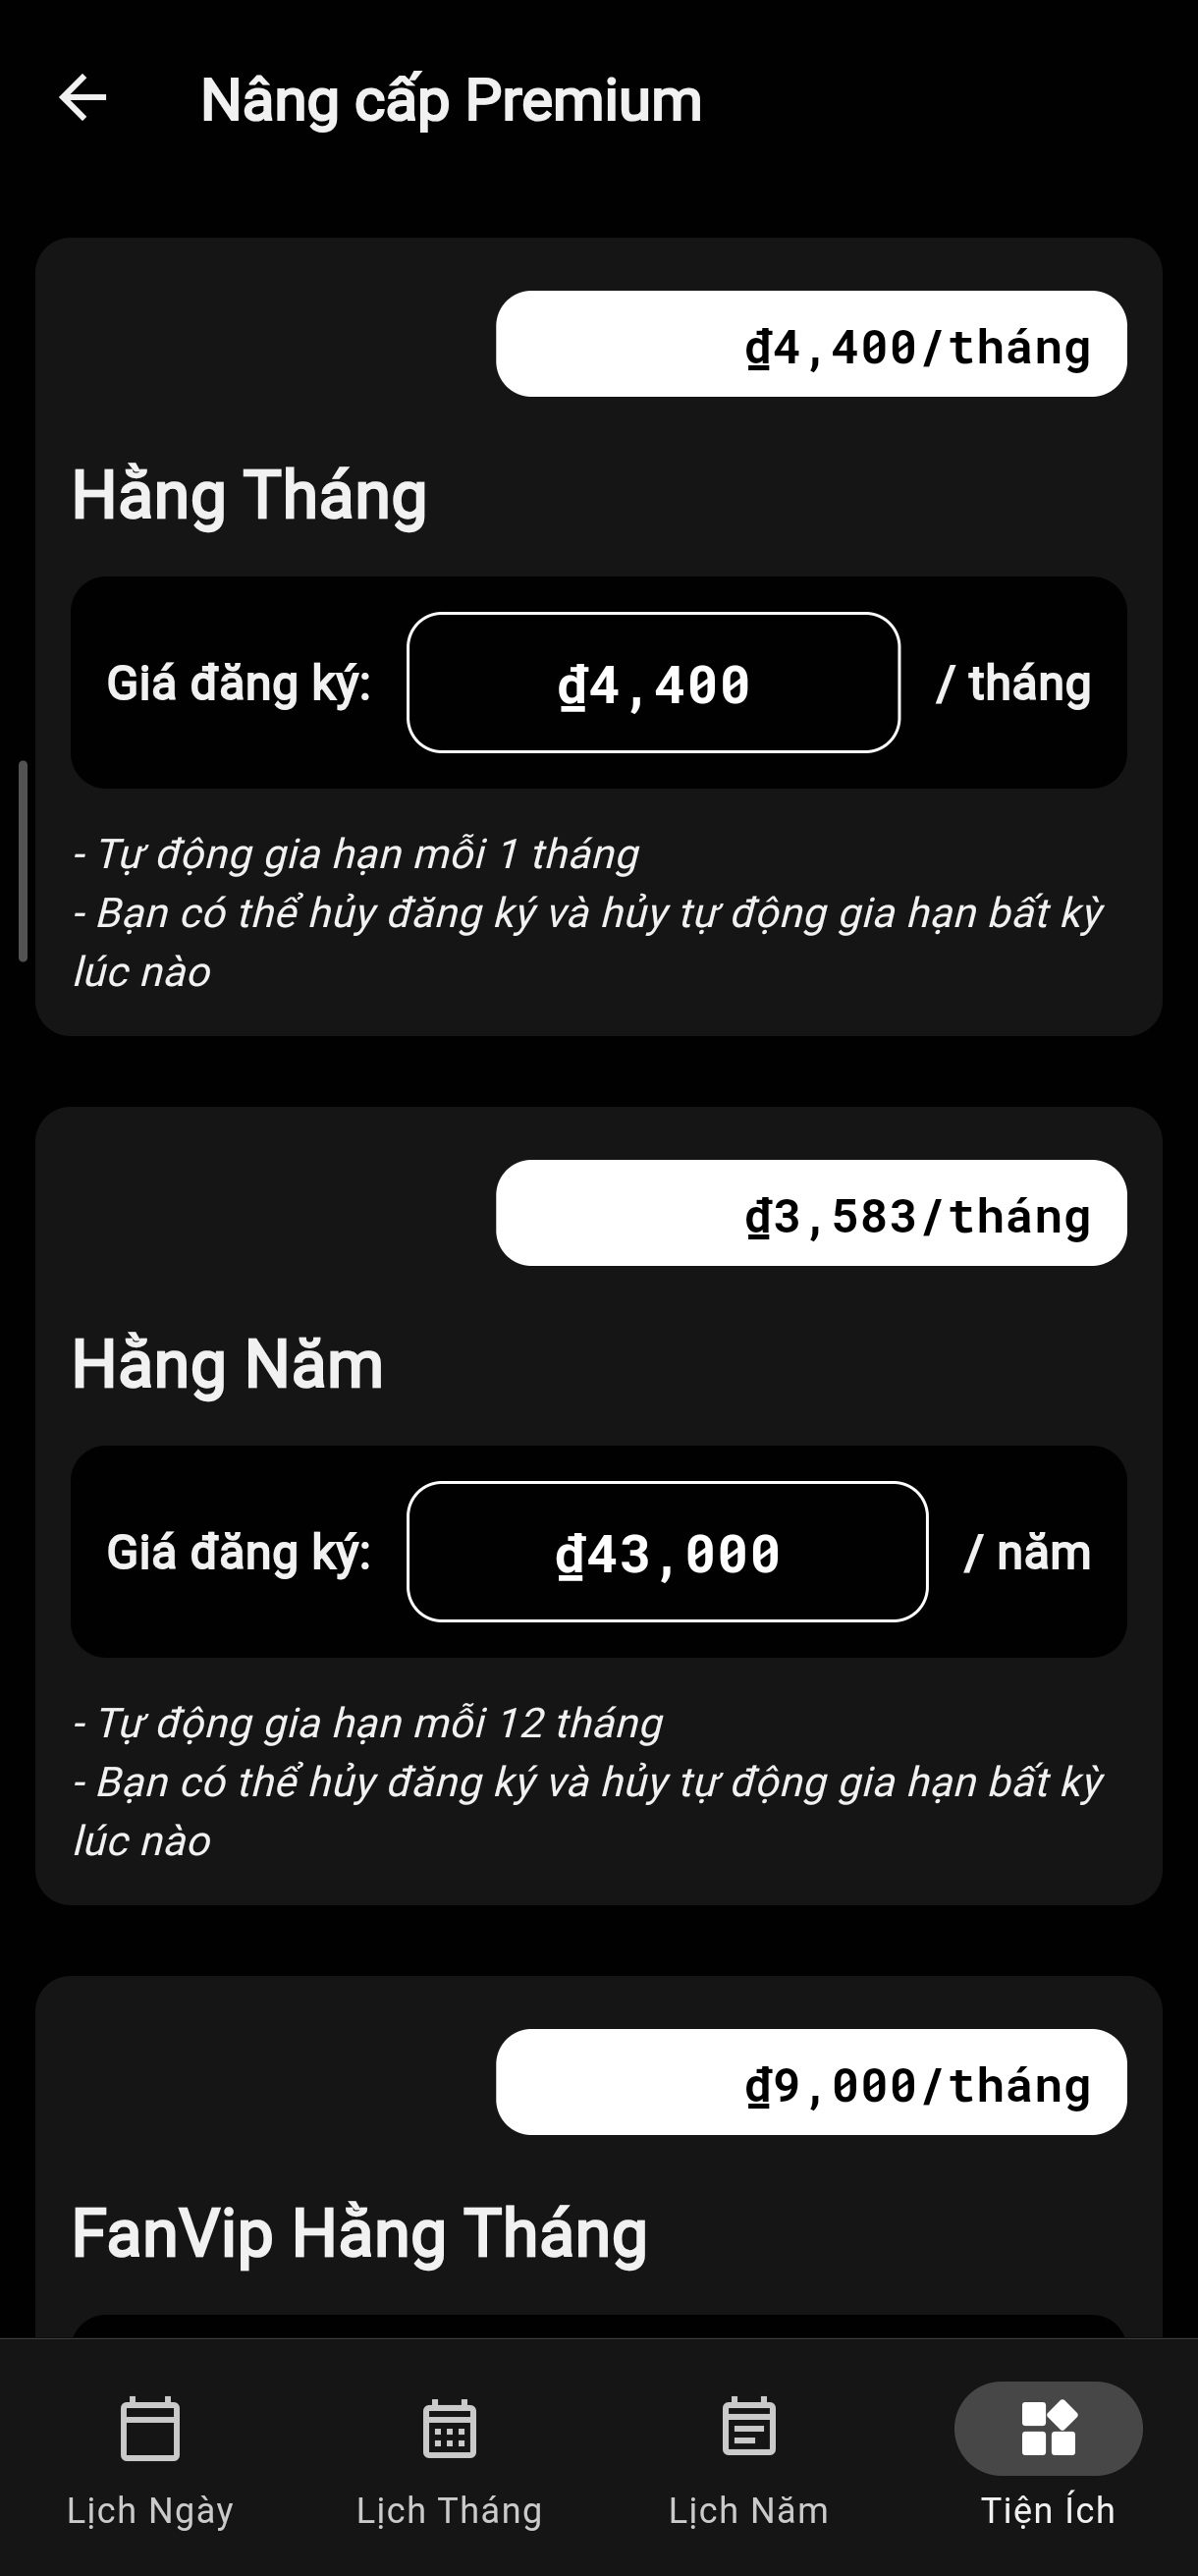 Nâng cấp Premium
₫4,400/tháng
Hằng Tháng
Giá đăng ký: ₫4,400 / tháng
- Tự động gia hạn mỗi 1 tháng
- Bạn có thể hủy đăng ký và hủy tự động gia hạn bất kỳ
lúc nào
₫3,583/tháng
Hằng Năm
Giá đăng ký: ₫43,000 / năm
- Tự động gia hạn mỗi 12 tháng
- Bạn có thể hủy đăng ký và hủy tự động gia hạn bất kỳ
lúc nào
₫9,000/tháng
FanVip Hằng Tháng
Lịch Ngày Lịch Tháng Lịch Năm Tiện Ích